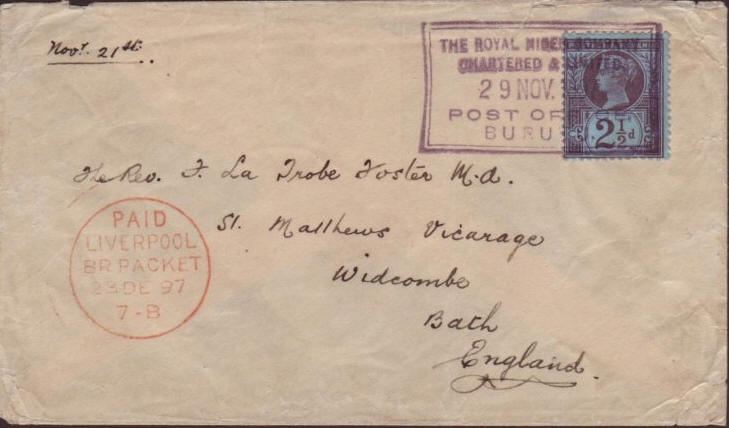 Novr. 21st.
THE ROYAL NIGER COMPANY
CHARTERED & LIMITED
29 NOV.
POST OF
BURU
2½d
The Rev. F. La Trobe Foster M.A.
St. Matthews Vicarage
Widcombe
Bath
England.
PAID
LIVERPOOL
BR PACKET
23 DE 97
7-B